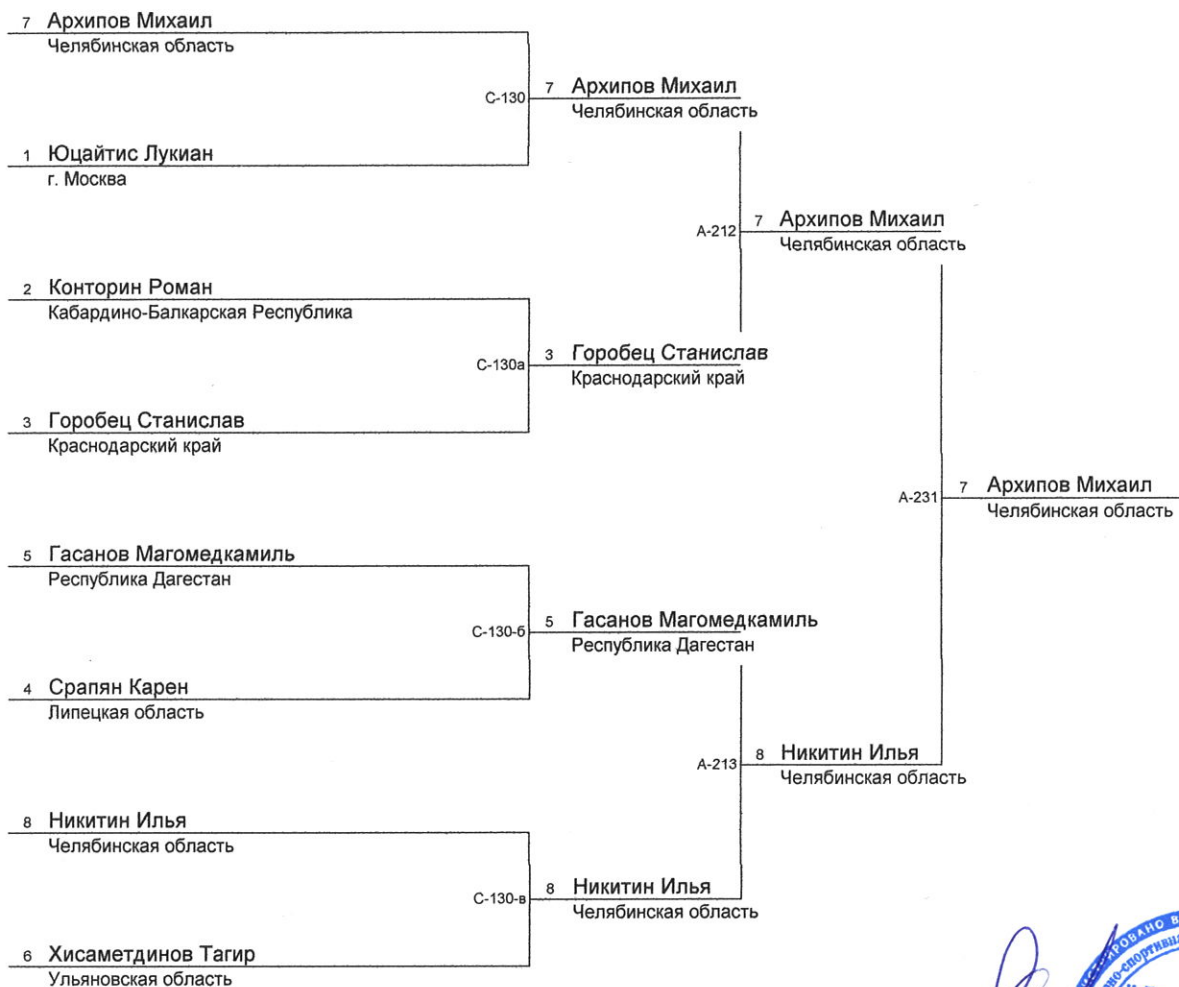 7 Архипов Михаил
Челябинская область
С-130
7 Архипов Михаил
Челябинская область
1 Юцайтис Лукиан
г. Москва
А-212
7 Архипов Михаил
Челябинская область
2 Конторин Роман
Кабардино-Балкарская Республика
С-130а
3 Горобец Станислав
Краснодарский край
3 Горобец Станислав
Краснодарский край
А-231
7 Архипов Михаил
Челябинская область
5 Гасанов Магомедкамиль
Республика Дагестан
С-130-б
5 Гасанов Магомедкамиль
Республика Дагестан
4 Срапян Карен
Липецкая область
А-213
8 Никитин Илья
Челябинская область
8 Никитин Илья
Челябинская область
С-130-в
8 Никитин Илья
Челябинская область
6 Хисаметдинов Тагир
Ульяновская область